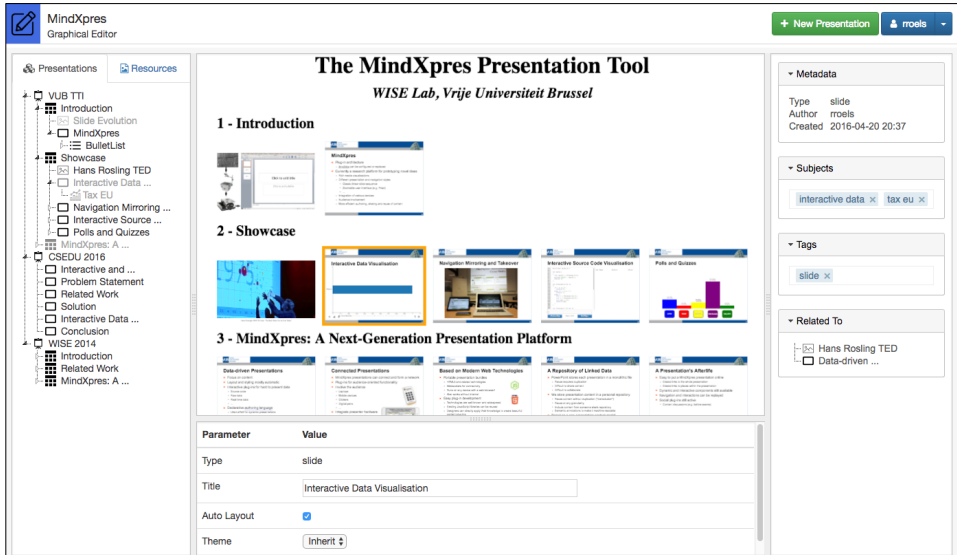 MindXpres
Graphical Editor
+ New Presentation
rroels
Presentations
Resources
VUB TTI
Introduction
Slide Evolution
MindXpres
BulletList
Showcase
Hans Rosling TED
Interactive Data ...
Tax EU
Navigation Mirroring ...
Interactive Source ...
Polls and Quizzes
MindXpres: A ...
CSEDU 2016
Interactive and ...
Problem Statement
Related Work
Solution
Interactive Data ...
Conclusion
WISE 2014
Introduction
Related Work
MindXpres: A ...
The MindXpres Presentation Tool
WISE Lab, Vrije Universiteit Brussel
1 - Introduction
MindXpres
2 - Showcase
Interactive Data Visualisation
Navigation Mirroring and Takeover
Interactive Source Code Visualisation
Polls and Quizzes
3 - MindXpres: A Next-Generation Presentation Platform
Data-driven Presentations
Connected Presentations
Based on Modern Web Technologies
A Repository of Linked Data
A Presentation's Afterlife
Parameter Value
Type slide
Title Interactive Data Visualisation
Auto Layout
Theme Inherit
Metadata
Type slide
Author rroels
Created 2016-04-20 20:37
Subjects
interactive data × tax eu ×
Tags
slide ×
Related To
Hans Rosling TED
Data-driven ...